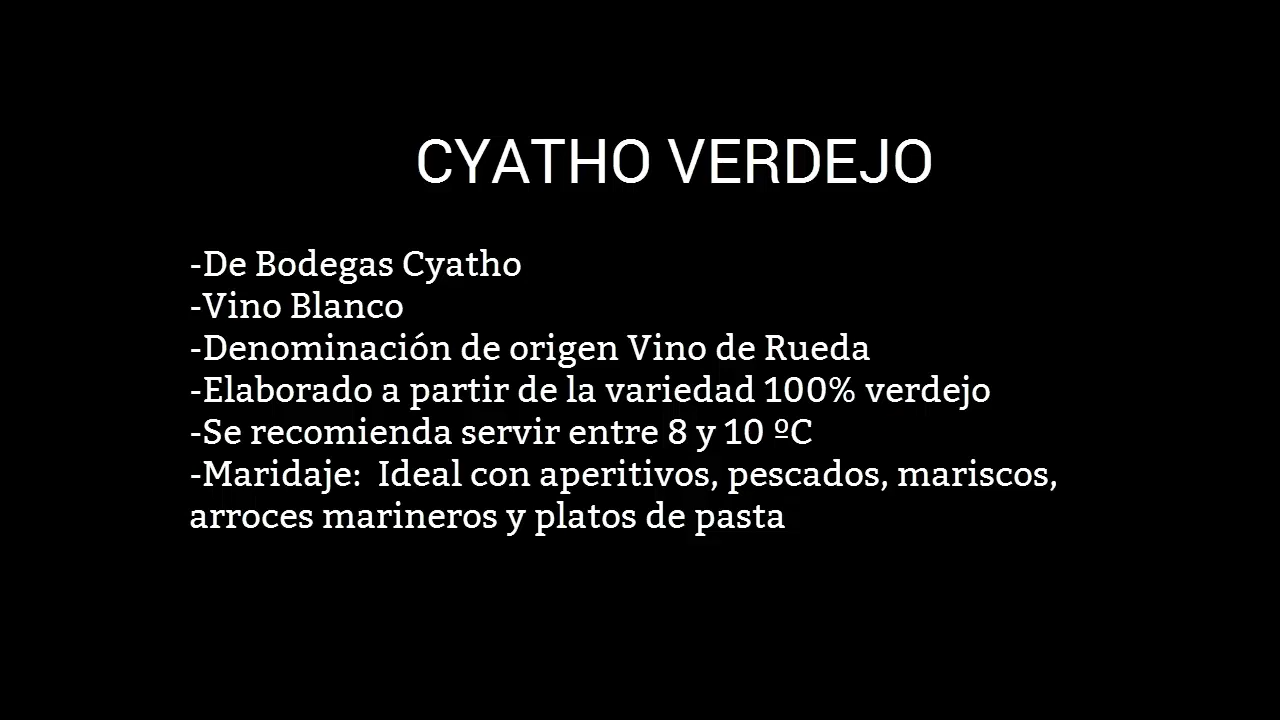 CYATHO VERDEJO
-De Bodegas Cyatho
-Vino Blanco
-Denominación de origen Vino de Rueda
-Elaborado a partir de la variedad 100% verdejo
-Se recomienda servir entre 8 y 10 ºC
-Maridaje:  Ideal con aperitivos, pescados, mariscos,
arroces marineros y platos de pasta